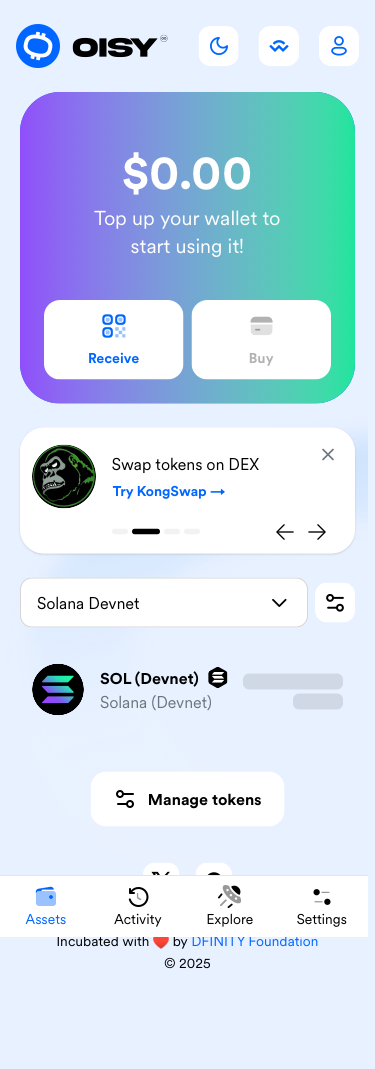 OISY
$0.00
Top up your wallet to
start using it!
Receive
Buy
Swap tokens on DEX
Try KongSwap →
Solana Devnet
SOL (Devnet)
Solana (Devnet)
Manage tokens
Assets
Activity
Explore
Settings
Incubated with ❤️ by DFINITY Foundation
© 2025